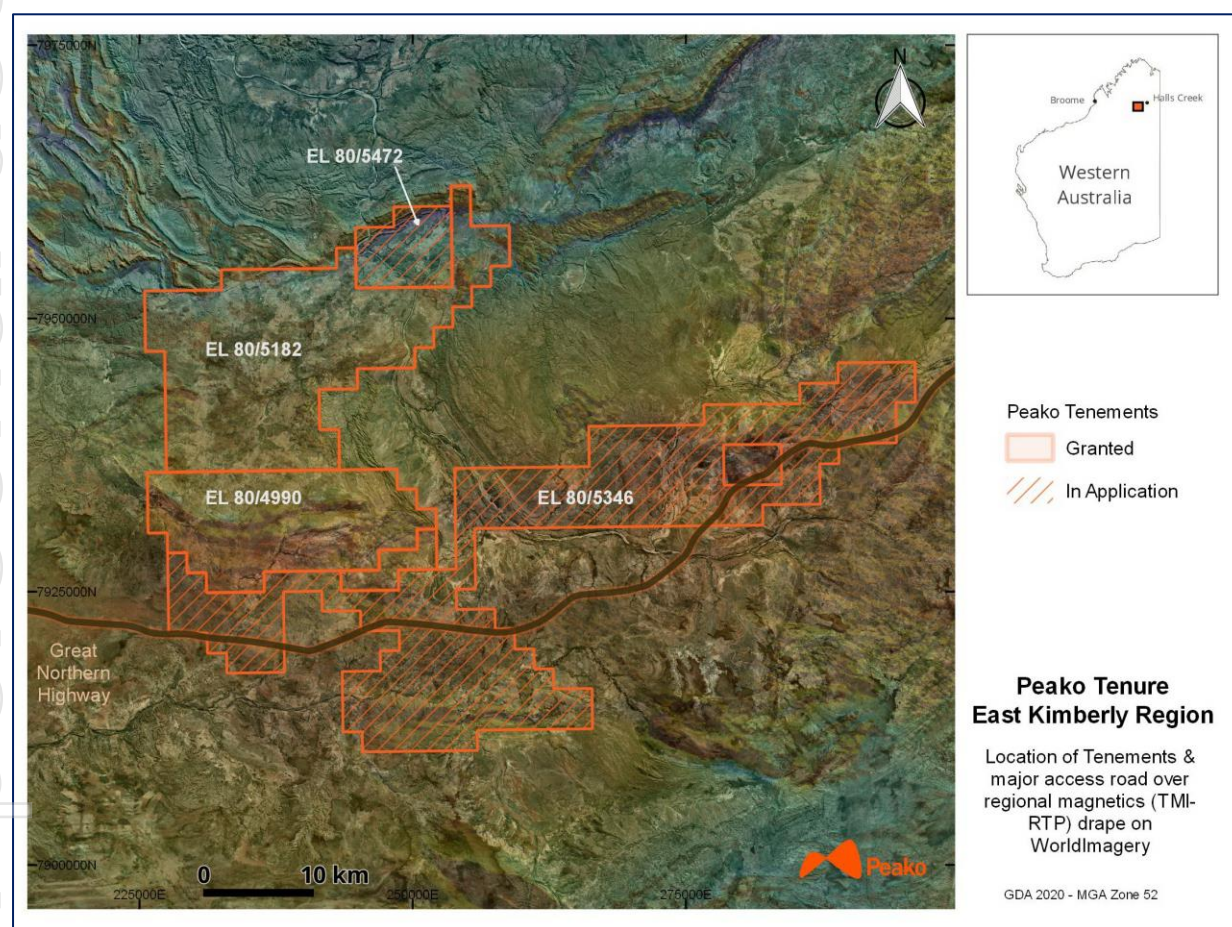 7975000N
N
EL 80/5472
7950000N
EL 80/5182
EL 80/4990
EL 80/5346
7925000N
Great
Northern
Highway
7900000N
0 10 km
225000E 250000E 275000E
Peako
Broome
Halls Creek
Western
Australia
Peako Tenements
Granted
In Application
Peako Tenure
East Kimberly Region
Location of Tenements &
major access road over
regional magnetics (TMI-
RTP) drape on
WorldImagery
GDA 2020 - MGA Zone 52